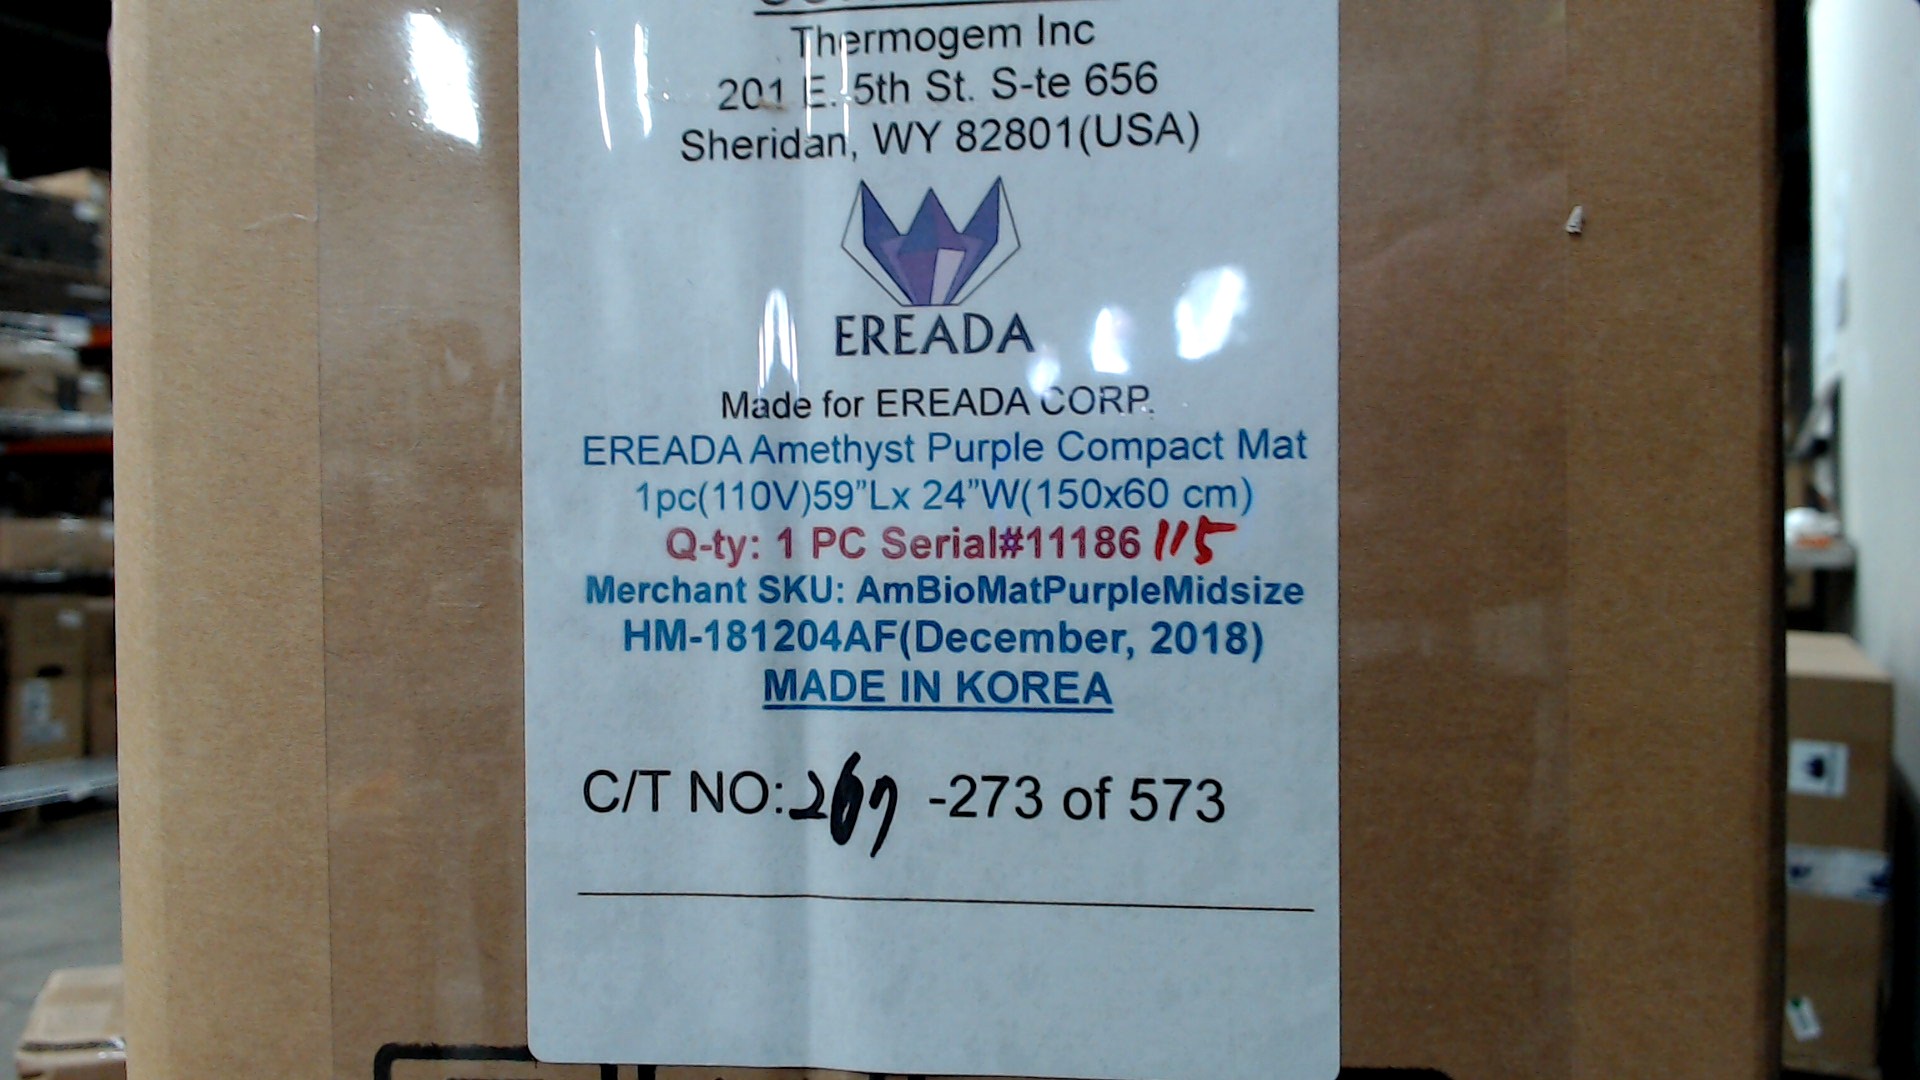 Thermogem Inc
201 E. 5th St. S-te 656
Sheridan, WY 82801(USA)
EREADA
Made for EREADA CORP.
EREADA Amethyst Purple Compact Mat
1pc(110V)59”Lx 24”W(150x60 cm)
Q-ty: 1 PC Serial#11186115
Merchant SKU: AmBioMatPurpleMidsize
HM-181204AF(December, 2018)
MADE IN KOREA
C/T NO:267 -273 of 573